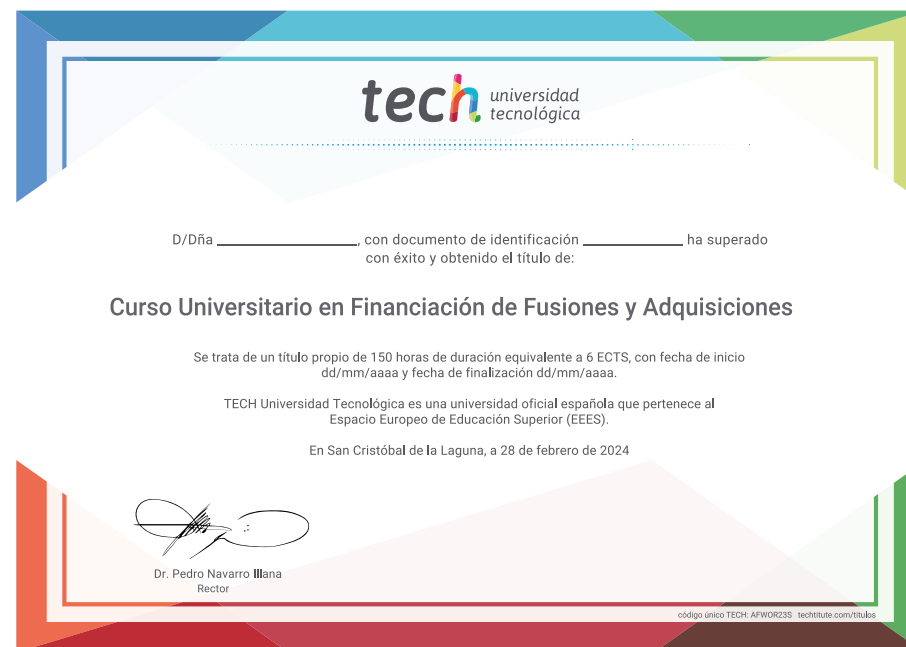 tech universidad
tecnológica
D/Dña ____________________, con documento de identificación ______________ ha superado
con éxito y obtenido el título de:
Curso Universitario en Financiación de Fusiones y Adquisiciones
Se trata de un título propio de 150 horas de duración equivalente a 6 ECTS, con fecha de inicio
dd/mm/aaaa y fecha de finalización dd/mm/aaaa.
TECH Universidad Tecnológica es una universidad oficial española que pertenece al
Espacio Europeo de Educación Superior (EEES).
En San Cristóbal de la Laguna, a 28 de febrero de 2024
Dr. Pedro Navarro Illana
Rector
código único TECH: AFWOR23S techtitute.com/titulos